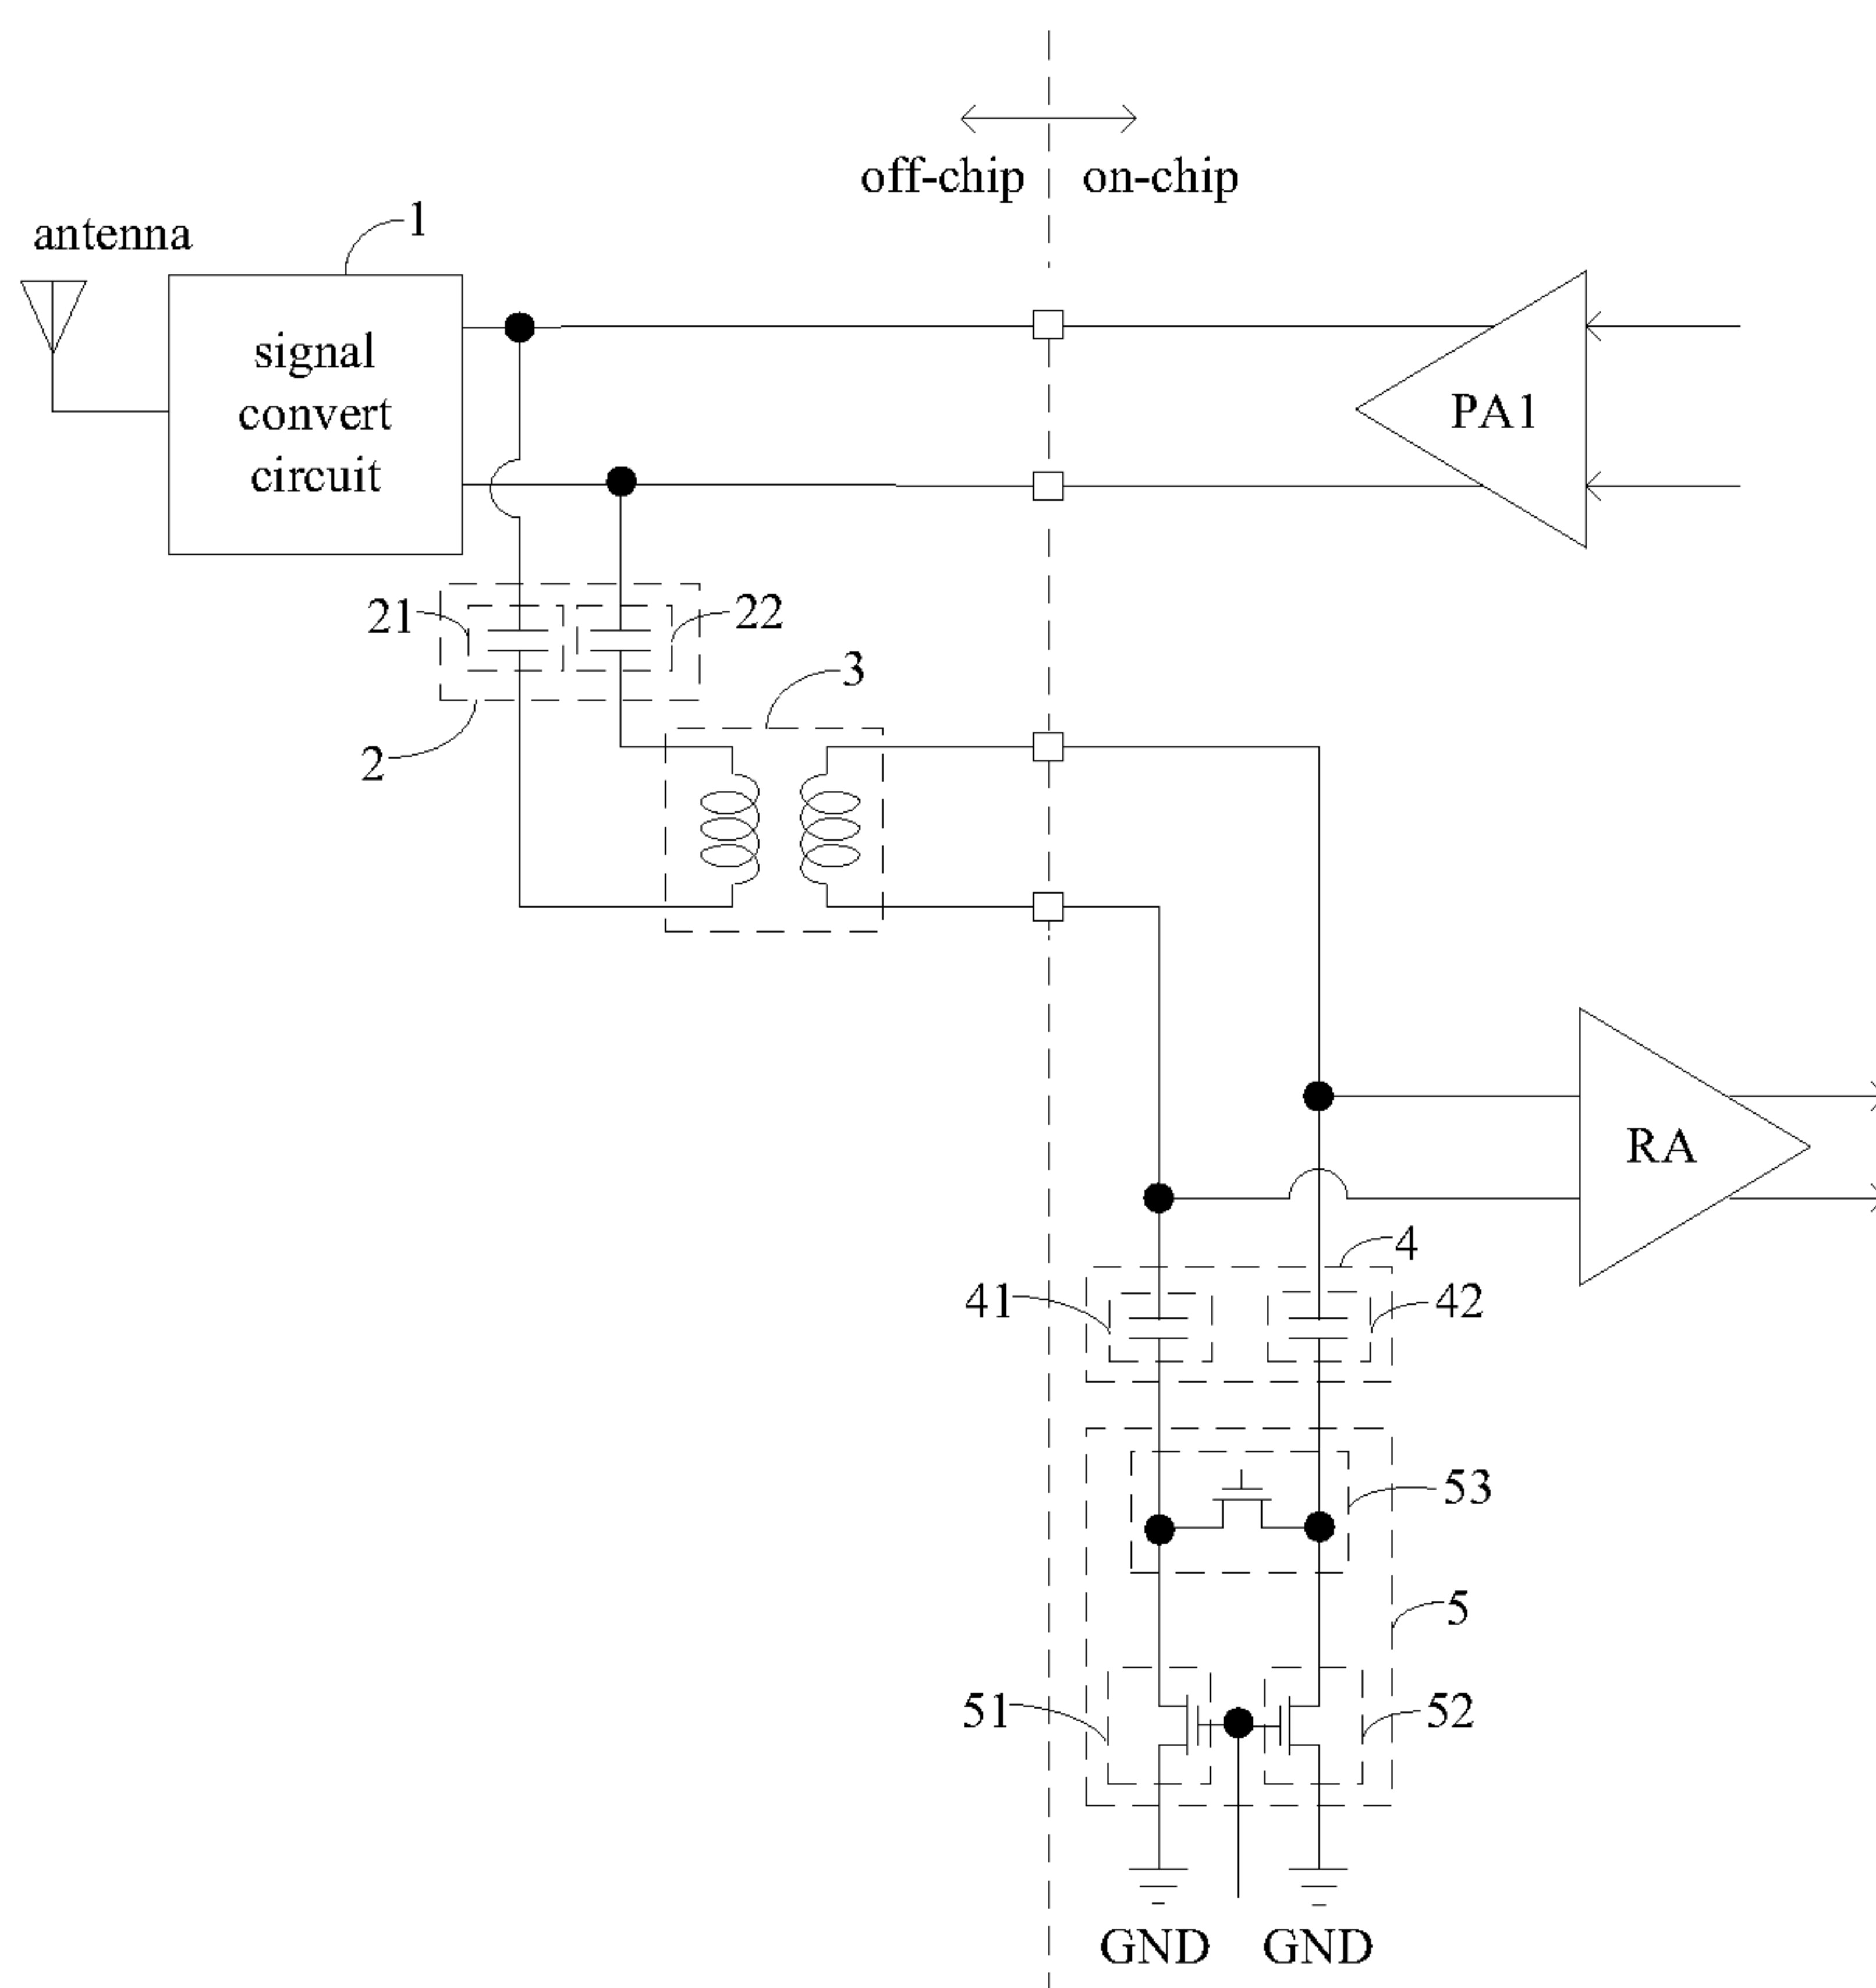 off-chip on-chip
antenna
1
signal
convert
circuit
PA1
21
22
3
2
RA
4
41
42
53
5
51
52
GND GND